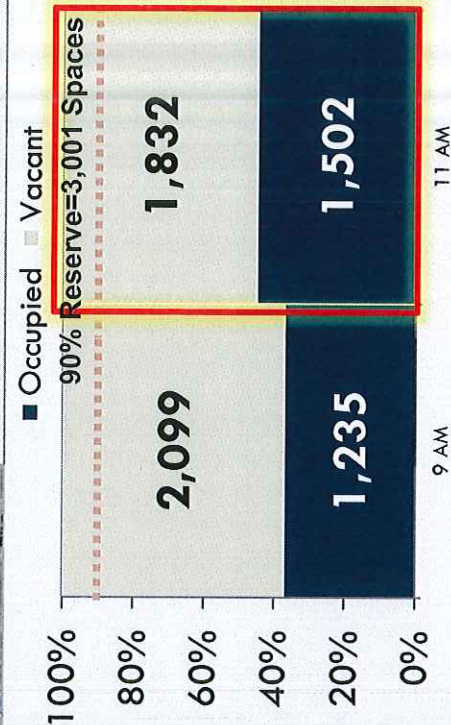 Occupied Vacant
90% Reserve=3,001 Spaces
100%
80%
60%
40%
20%
0%
2,099
1,832
1,235
1,502
9 AM
11 AM